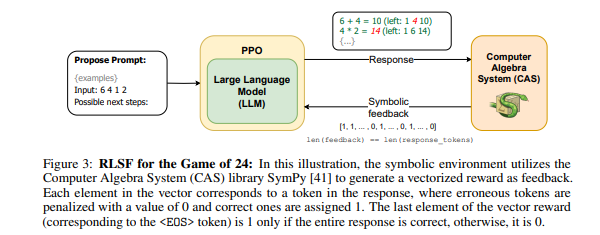 6 + 4 = 10 (left: 1 4 10)
4 * 2 = 14 (left: 1 6 14)
{...}
Propose Prompt:
{examples}
Input: 6 4 1 2
Possible next steps:
PPO
Large Language
Model
(LLM)
Response
Computer
Algebra
System (CAS)
Symbolic
feedback
[1, 1, ... , 0, 1, ... , 0, 1, ... , 0]
len(feedback) == len(response_tokens)
Figure 3: RLSF for the Game of 24: In this illustration, the symbolic environment utilizes the
Computer Algebra System (CAS) library SymPy [41] to generate a vectorized reward as feedback.
Each element in the vector corresponds to a token in the response, where erroneous tokens are
penalized with a value of 0 and correct ones are assigned 1. The last element of the vector reward
(corresponding to the <EOS> token) is 1 only if the entire response is correct, otherwise, it is 0.